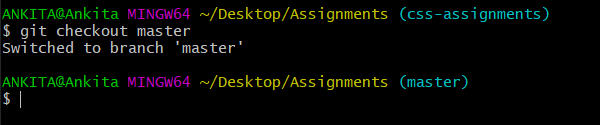 ANKITA@Ankita MINGW64 ~/Desktop/Assignments (css-assignments)
$ git checkout master
Switched to branch 'master'
ANKITA@Ankita MINGW64 ~/Desktop/Assignments (master)
$